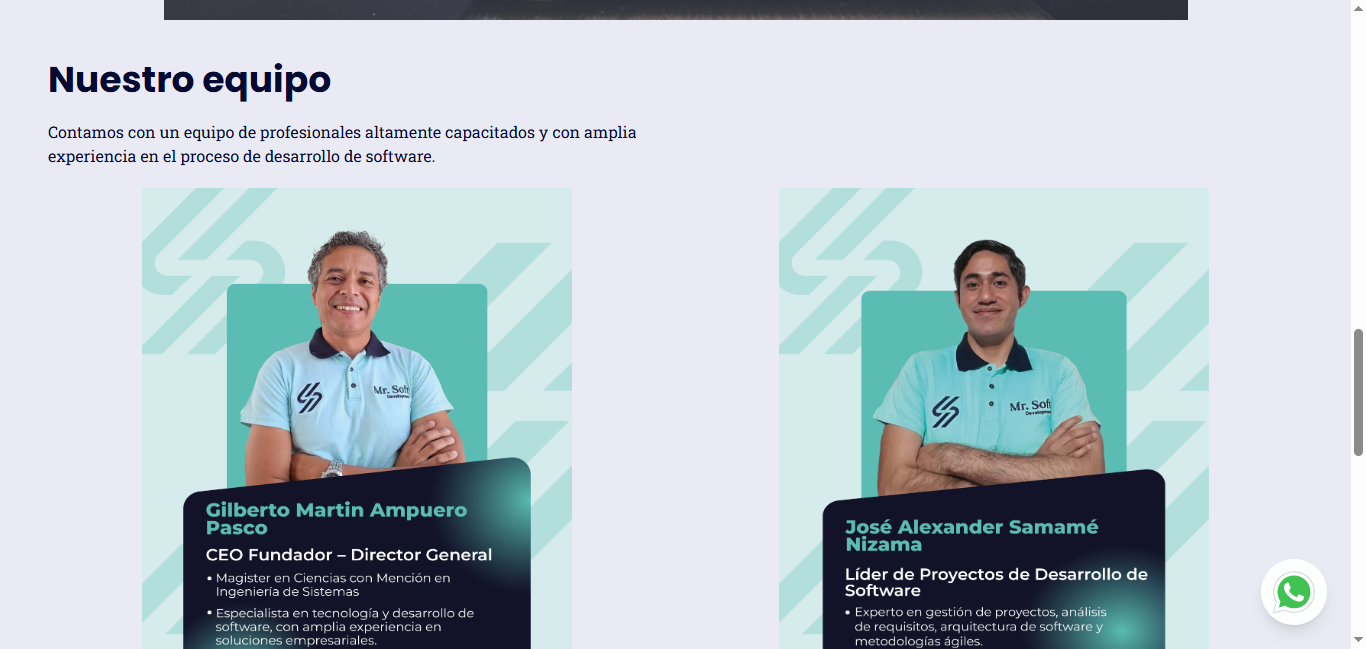 Nuestro equipo
Contamos con un equipo de profesionales altamente capacitados y con amplia
experiencia en el proceso de desarrollo de software.
Mr. Soft
Development
Gilberto Martin Ampuero
Pasco
CEO Fundador – Director General
• Magister en Ciencias con Mención en
Ingeniería de Sistemas
• Especialista en tecnología y desarrollo de
software, con amplia experiencia en
soluciones empresariales.
Mr. Soft
Development
José Alexander Samamé
Nizama
Líder de Proyectos de Desarrollo de
Software
• Experto en gestión de proyectos, análisis
de requisitos, arquitectura de software y
metodologías ágiles.